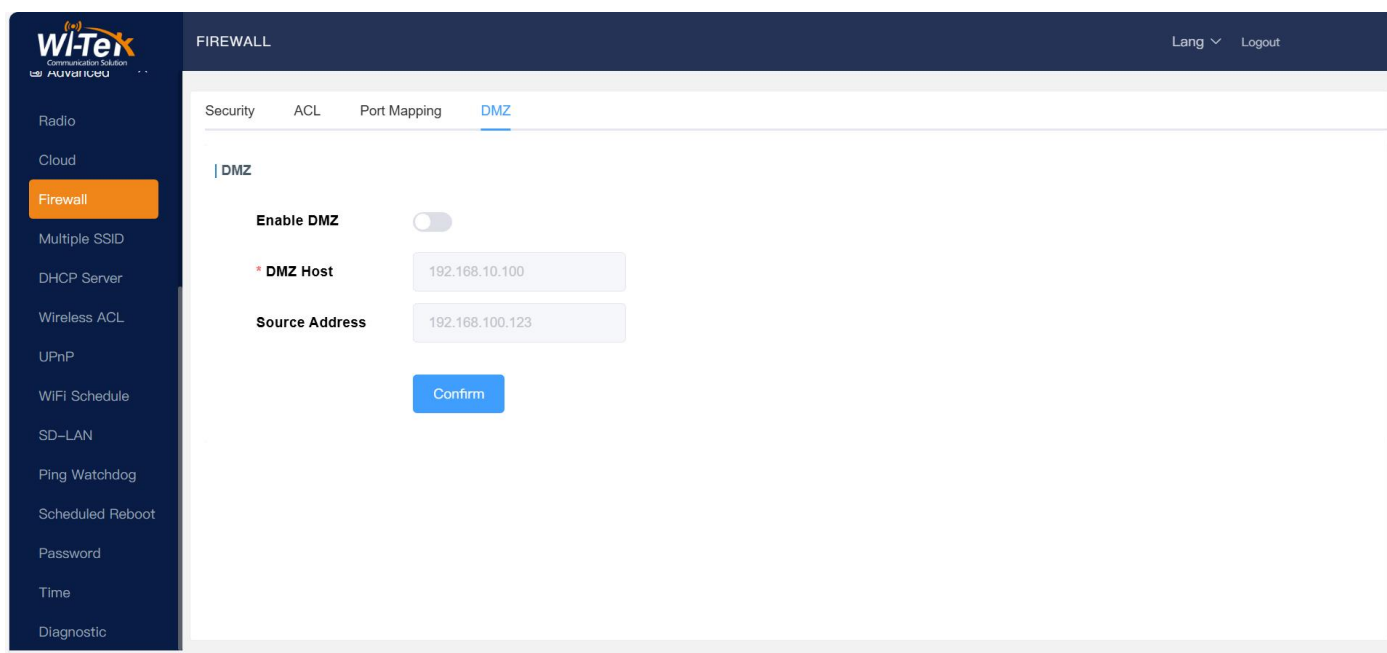 WI-Tek
Communication Solution
FIREWALL
Lang
Logout
Advanced
Radio
Cloud
Firewall
Multiple SSID
DHCP Server
Wireless ACL
UPnP
WiFi Schedule
SD-LAN
Ping Watchdog
Scheduled Reboot
Password
Time
Diagnostic
Security ACL Port Mapping DMZ
| DMZ
Enable DMZ
* DMZ Host 192.168.10.100
Source Address 192.168.100.123
Confirm